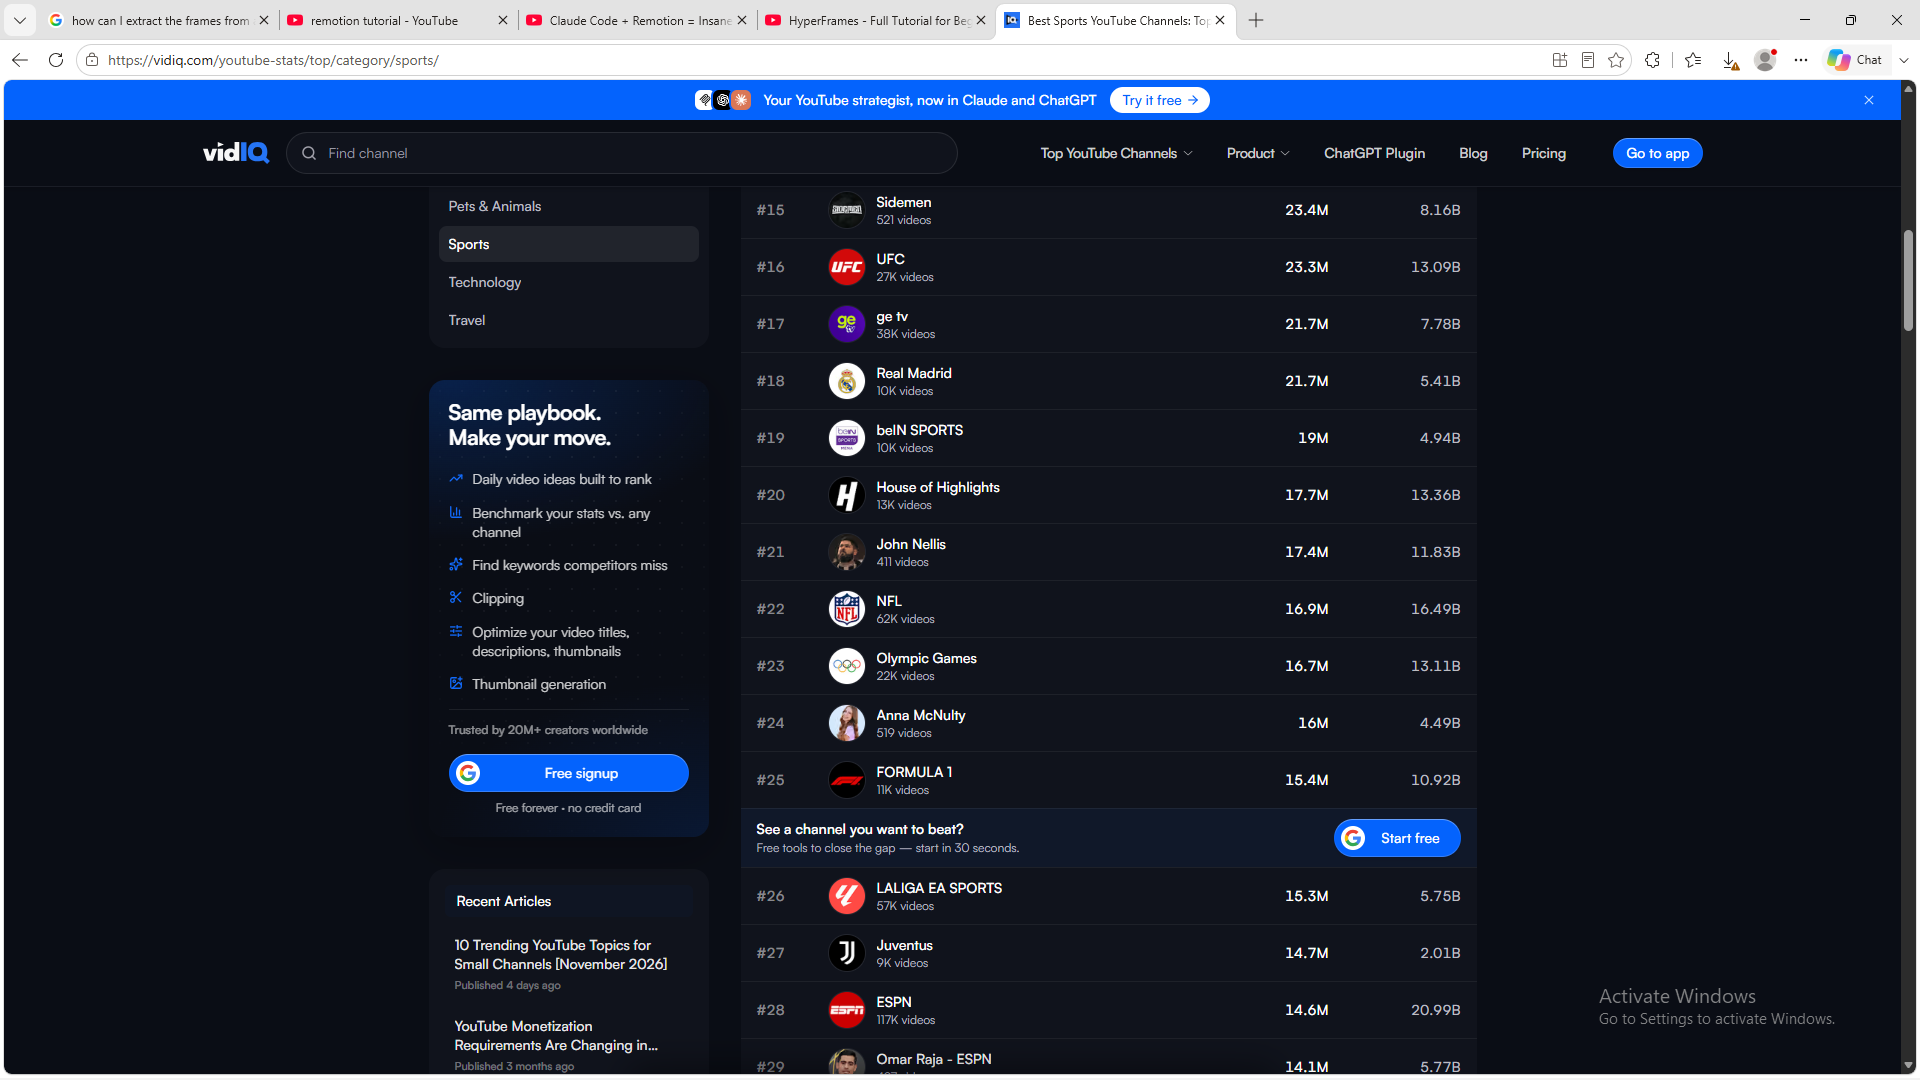 how can I extract the frames from
remotion tutorial - YouTube
Claude Code + Remotion = Insane
HyperFrames - Full Tutorial for Beg
Best Sports YouTube Channels: Top
https://vidiq.com/youtube-stats/top/category/sports/
Chat
Your YouTube strategist, now in Claude and ChatGPT
Try it free →
vidIQ
Find channel
Top YouTube Channels
Product
ChatGPT Plugin
Blog
Pricing
Go to app
Pets & Animals
Sports
Technology
Travel
Same playbook.
Make your move.
Daily video ideas built to rank
Benchmark your stats vs. any
channel
Find keywords competitors miss
Clipping
Optimize your video titles,
descriptions, thumbnails
Thumbnail generation
Trusted by 20M+ creators worldwide
Free signup
Free forever • no credit card
Recent Articles
10 Trending YouTube Topics for
Small Channels [November 2026]
Published 4 days ago
YouTube Monetization
Requirements Are Changing in...
Published 3 months ago
#15 Sidemen 23.4M 8.16B
521 videos
#16 UFC 23.3M 13.09B
27K videos
#17 ge tv 21.7M 7.78B
38K videos
#18 Real Madrid 21.7M 5.41B
10K videos
#19 beIN SPORTS 19M 4.94B
10K videos
#20 House of Highlights 17.7M 13.36B
13K videos
#21 John Nellis 17.4M 11.83B
411 videos
#22 NFL 16.9M 16.49B
62K videos
#23 Olympic Games 16.7M 13.11B
22K videos
#24 Anna McNulty 16M 4.49B
519 videos
#25 FORMULA 1 15.4M 10.92B
11K videos
See a channel you want to beat?
Free tools to close the gap — start in 30 seconds.
Start free
#26 LALIGA EA SPORTS 15.3M 5.75B
57K videos
#27 Juventus 14.7M 2.01B
9K videos
#28 ESPN 14.6M 20.99B
117K videos
#29 Omar Raja - ESPN 14.1M 5.77B
Activate Windows
Go to Settings to activate Windows.